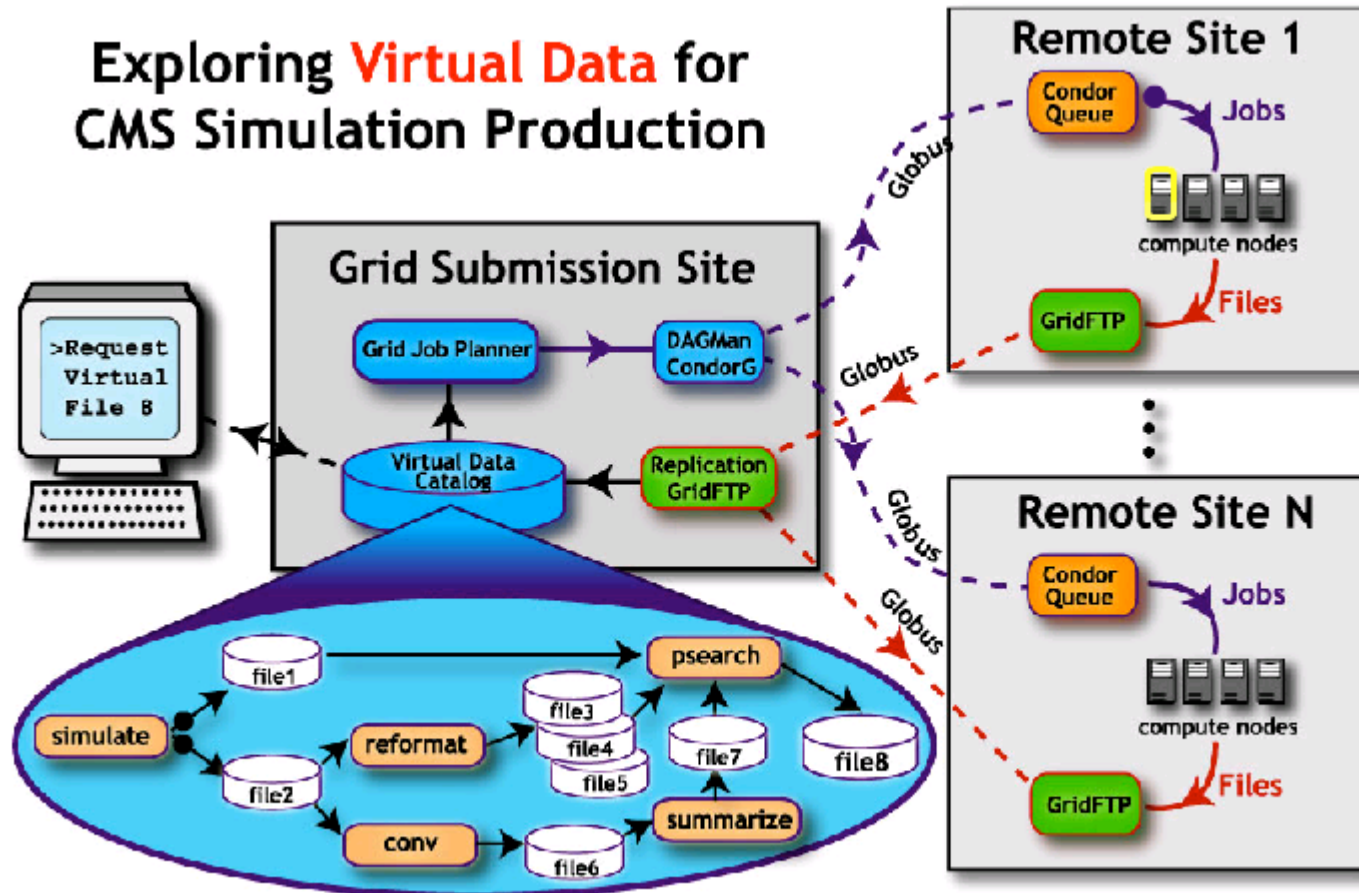 Exploring Virtual Data for
CMS Simulation Production
>Request
Virtual
File 8
Grid Submission Site
Grid Job Planner
DAGMan
CondorG
Virtual Data
Catalog
Replication
GridFTP
Globus
Globus
Globus
Globus
Remote Site 1
Condor
Queue
Jobs
compute nodes
Files
GridFTP
Remote Site N
Condor
Queue
Jobs
compute nodes
Files
GridFTP
simulate
file1
file2
reformat
conv
file3
file4
file5
file6
psearch
file7
summarize
file8